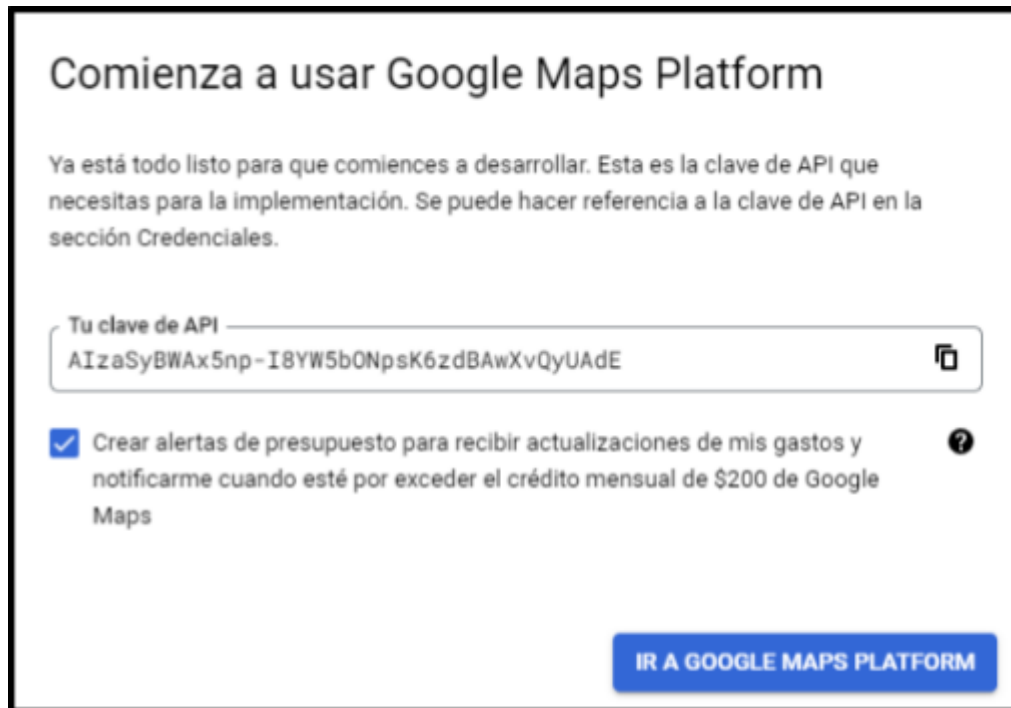 Comienza a usar Google Maps Platform
Ya está todo listo para que comiences a desarrollar. Esta es la clave de API que
necesitas para la implementación. Se puede hacer referencia a la clave de API en la
sección Credenciales.
Tu clave de API
AIzaSyBWAx5np-I8YW5bONpsK6zdBAwXvQyUAdE
Crear alertas de presupuesto para recibir actualizaciones de mis gastos y
notificarme cuando esté por exceder el crédito mensual de $200 de Google
Maps
IR A GOOGLE MAPS PLATFORM